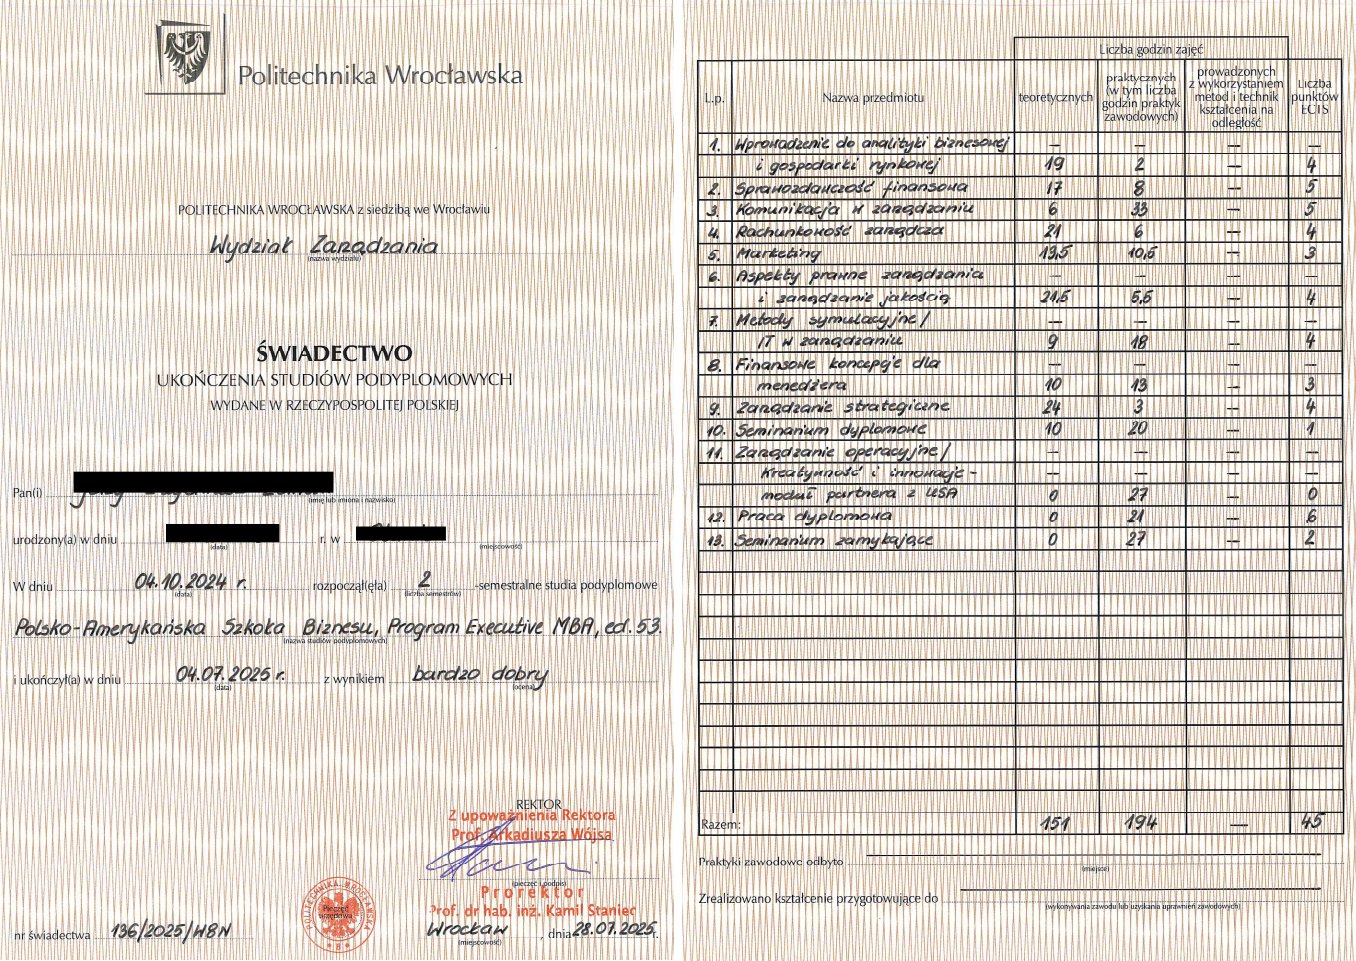 Politechnika Wrocławska
POLITECHNIKA WROCŁAWSKA z siedzibą we Wrocławiu
Wydział Zarządzania
(nazwa wydziału)
ŚWIADECTWO
UKOŃCZENIA STUDIÓW PODYPLOMOWYCH
WYDANE W RZECZYPOSPOLITEJ POLSKIEJ
Pan(i)
(imię lub imiona i nazwisko)
urodzony(a) w dniu r. w
(data) (miejscowość)
W dniu 04.10.2024 r. rozpoczął(ęła) 2 -semestralne studia podyplomowe
(data) (liczba semestrów)
Polsko-Amerykańska Szkoła Biznesu, Program Executive MBA, ed. 53.
(nazwa studiów podyplomowych)
i ukończył(a) w dniu 04.07.2025 r. z wynikiem bardzo dobry
(data) (ocena)
REKTOR
Z upoważnienia Rektora
Prof. Arkadiusza Wójsa
(pieczęć i podpis)
Prorektor
Prof. dr hab. inż. Kamil Staniec
POLITECHNIKA WROCŁAWSKA
Pieczęć
urzędowa
8
nr świadectwa 136/2025/W8N Wrocław , dnia 28.07.2025 r.
(miejscowość)
Liczba godzin zajęć
L.p. Nazwa przedmiotu teoretycznych praktycznych (w tym liczba godzin praktyk zawodowych) prowadzonych z wykorzystaniem metod i technik kształcenia na odległość Liczba punktów ECTS
1. Wprowadzenie do analityki biznesowej — — — —
i gospodarki rynkowej 19 2 — 4
2. Sprawozdawczość finansowa 17 8 — 5
3. Komunikacja w zarządzaniu 6 33 — 5
4. Rachunkowość zarządcza 21 6 — 4
5. Marketing 13,5 10,5 — 3
6. Aspekty prawne zarządzania — — — —
i zarządzanie jakością 21,5 5,5 — 4
7. Metody symulacyjne / — — — —
IT w zarządzaniu 9 18 — 4
8. Finansowe koncepcje dla — — — —
menedżera 10 13 — 3
9. Zarządzanie strategiczne 24 3 — 4
10. Seminarium dyplomowe 10 20 — 1
11. Zarządzanie operacyjne / — — — —
Kreatywność i innowacje - — — — —
moduł partnera z USA 0 27 — 0
12. Praca dyplomowa 0 21 — 6
13. Seminarium zamykające 0 27 — 2
Razem: 151 194 — 45
Praktyki zawodowe odbyto
(miejsce)
Zrealizowano kształcenie przygotowujące do
(wykonywania zawodu lub uzyskania uprawnień zawodowych)